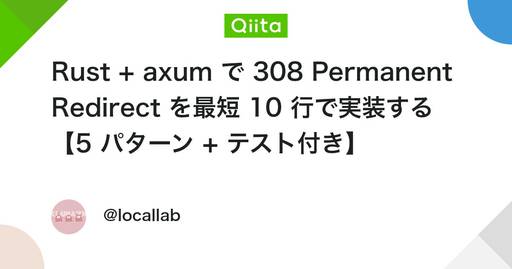 Qiita
Rust + axum で 308 Permanent
Redirect を最短 10 行で実装する
【5 パターン + テスト付き】
@locallab